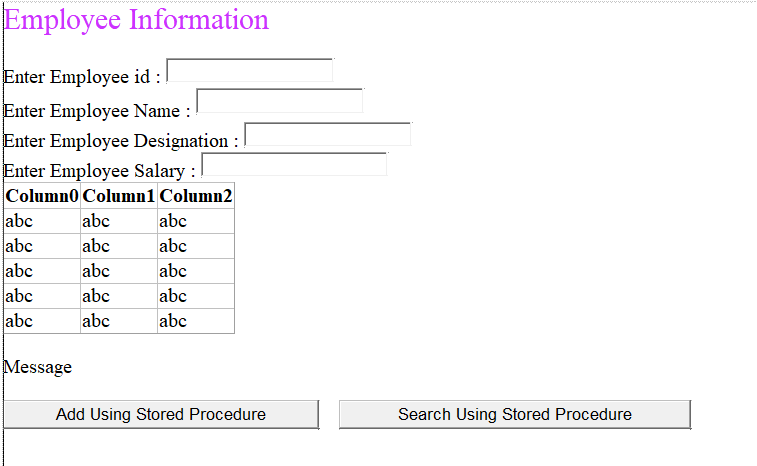 Employee Information
Enter Employee id :
Enter Employee Name :
Enter Employee Designation :
Enter Employee Salary :
Column0 Column1 Column2
abc abc abc
abc abc abc
abc abc abc
abc abc abc
abc abc abc
Message
Add Using Stored Procedure Search Using Stored Procedure